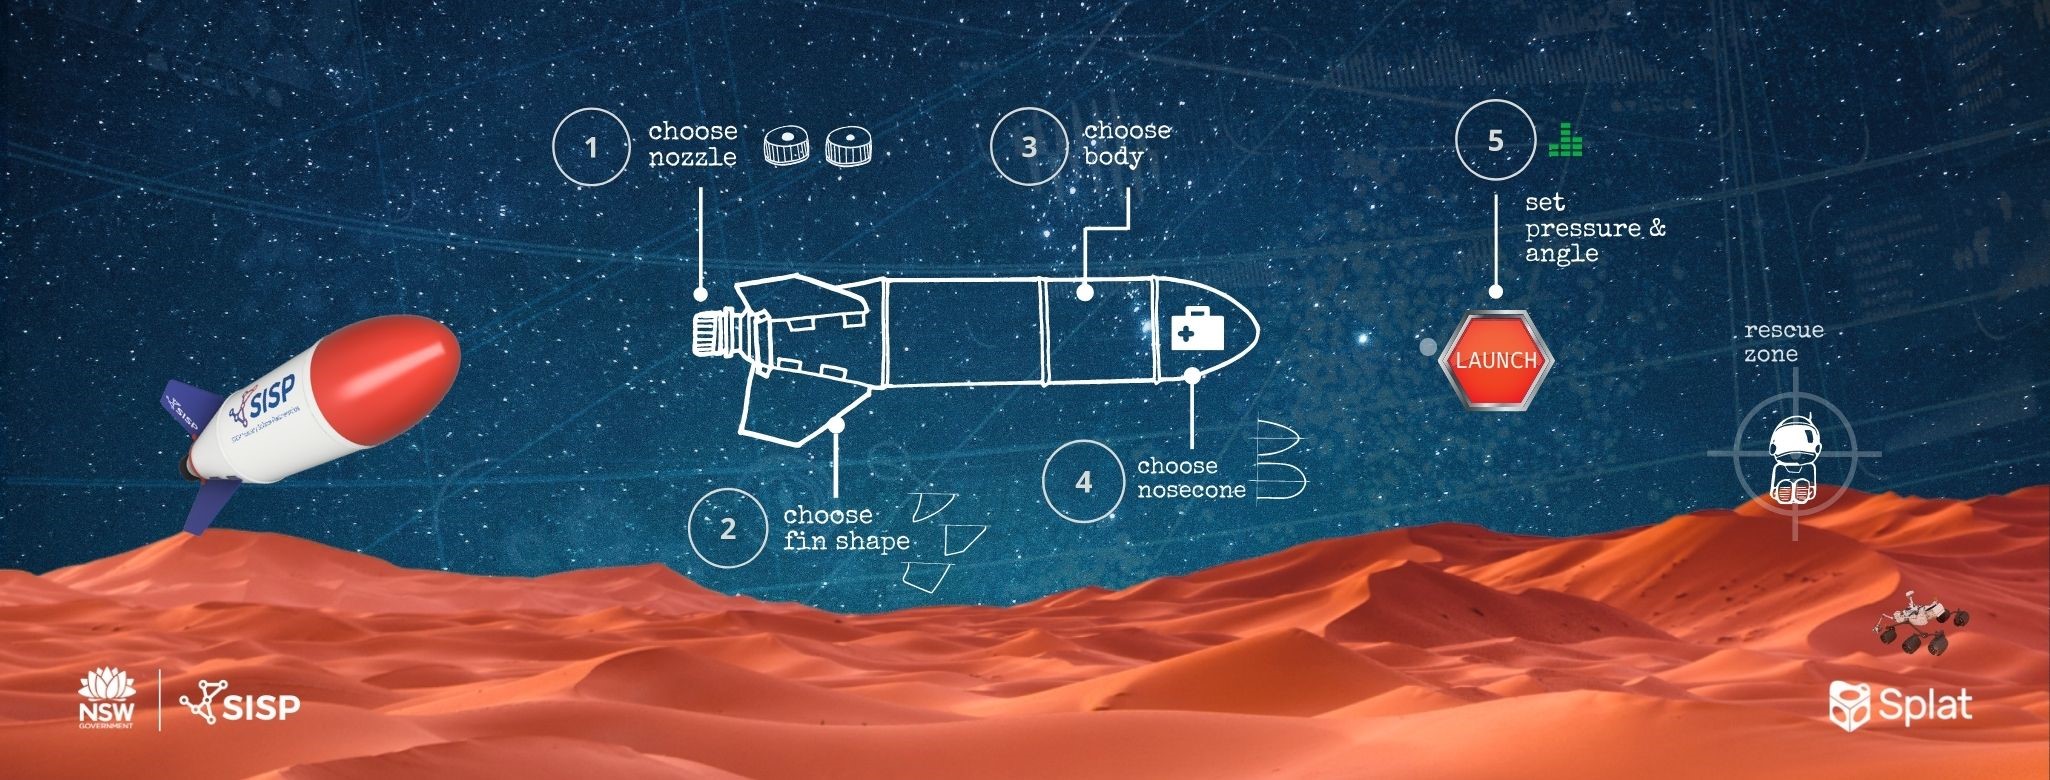 1
choose
nozzle
3
choose
body
5
set
pressure &
angle
SISP
SISP
LAUNCH
rescue
zone
4
choose
nosecone
2
choose
fin shape
NSW
GOVERNMENT
SISP
Splat